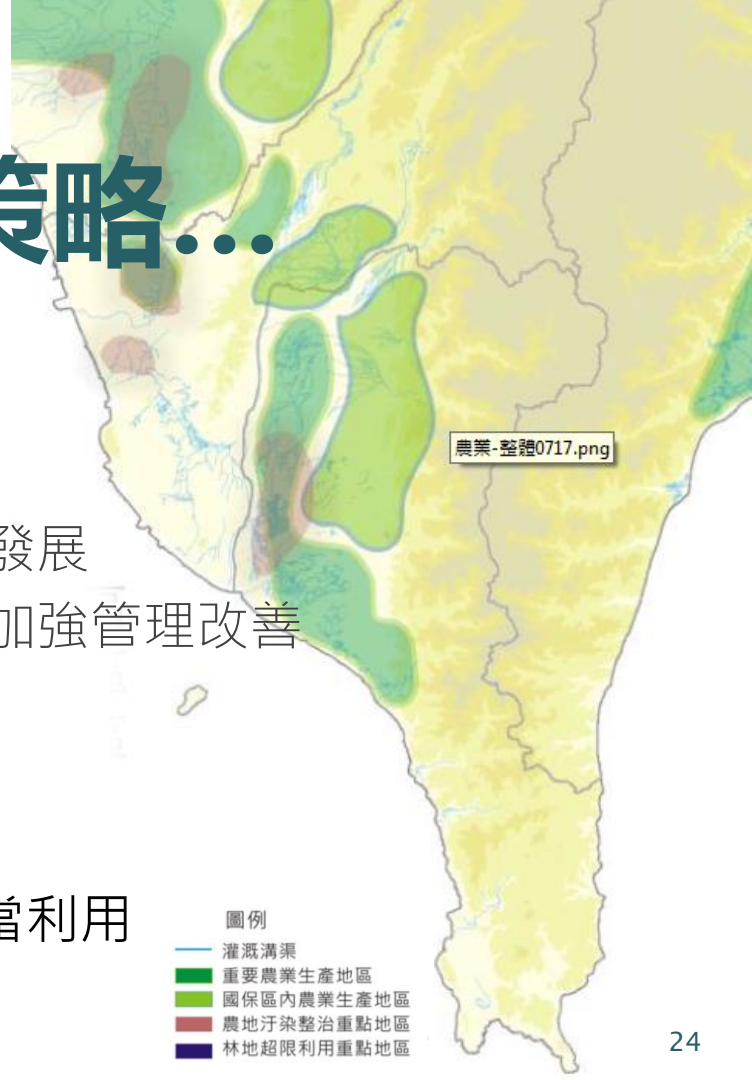 策略...
農業-整體0717.png
發展
加強管理改善
當利用
圖例
灌溉溝渠
重要農業生產地區
國保區內農業生產地區
農地汙染整治重點地區
林地超限利用重點地區
24